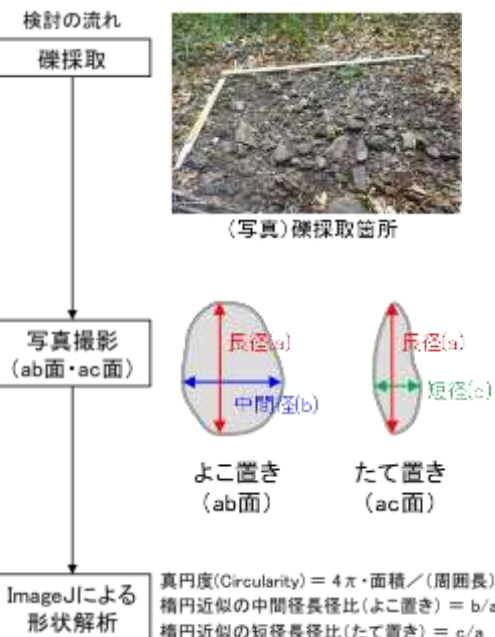 検討の流れ
礫採取
(写真)礫採取箇所
写真撮影
(ab面・ac面)
長径(a)
中間径(b)
長径(a)
短径(c)
よこ置き
(ab面)
たて置き
(ac面)
ImageJによる
形状解析
真円度(Circularity) = 4π・面積/(周囲長)
楕円近似の中間径長径比(よこ置き) = b/a
楕円近似の短径長径比(たて置き) = c/a